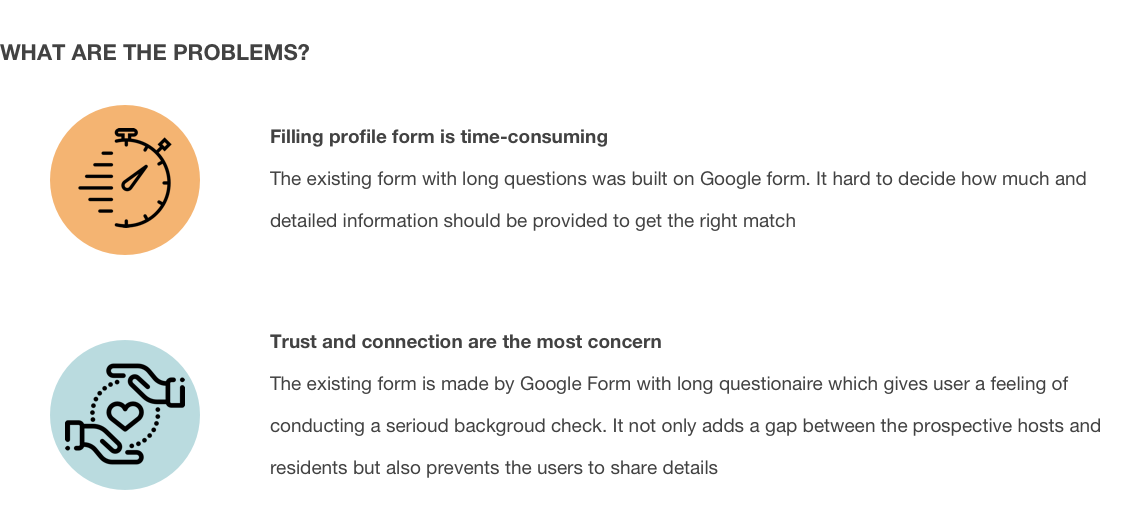 WHAT ARE THE PROBLEMS?
Filling profile form is time-consuming
The existing form with long questions was built on Google form. It hard to decide how much and
detailed information should be provided to get the right match
Trust and connection are the most concern
The existing form is made by Google Form with long questionaire which gives user a feeling of
conducting a serioud backgroud check. It not only adds a gap between the prospective hosts and
residents but also prevents the users to share details